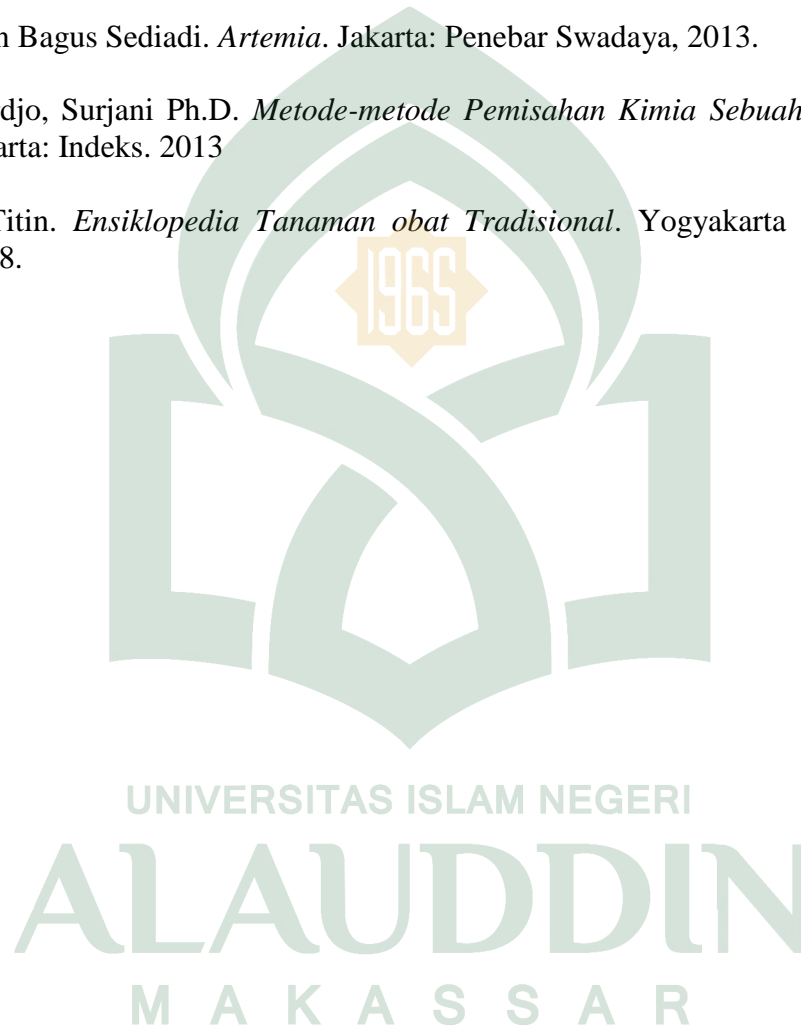 n Bagus Sediadi. Artemia. Jakarta: Penebar Swadaya, 2013.
djo, Surjani Ph.D. Metode-metode Pemisahan Kimia Sebuah
arta: Indeks. 2013
Titin. Ensiklopedia Tanaman obat Tradisional. Yogyakarta
8.
1965
UNIVERSITAS ISLAM NEGERI
ALAUDDIN
MAKASSAR